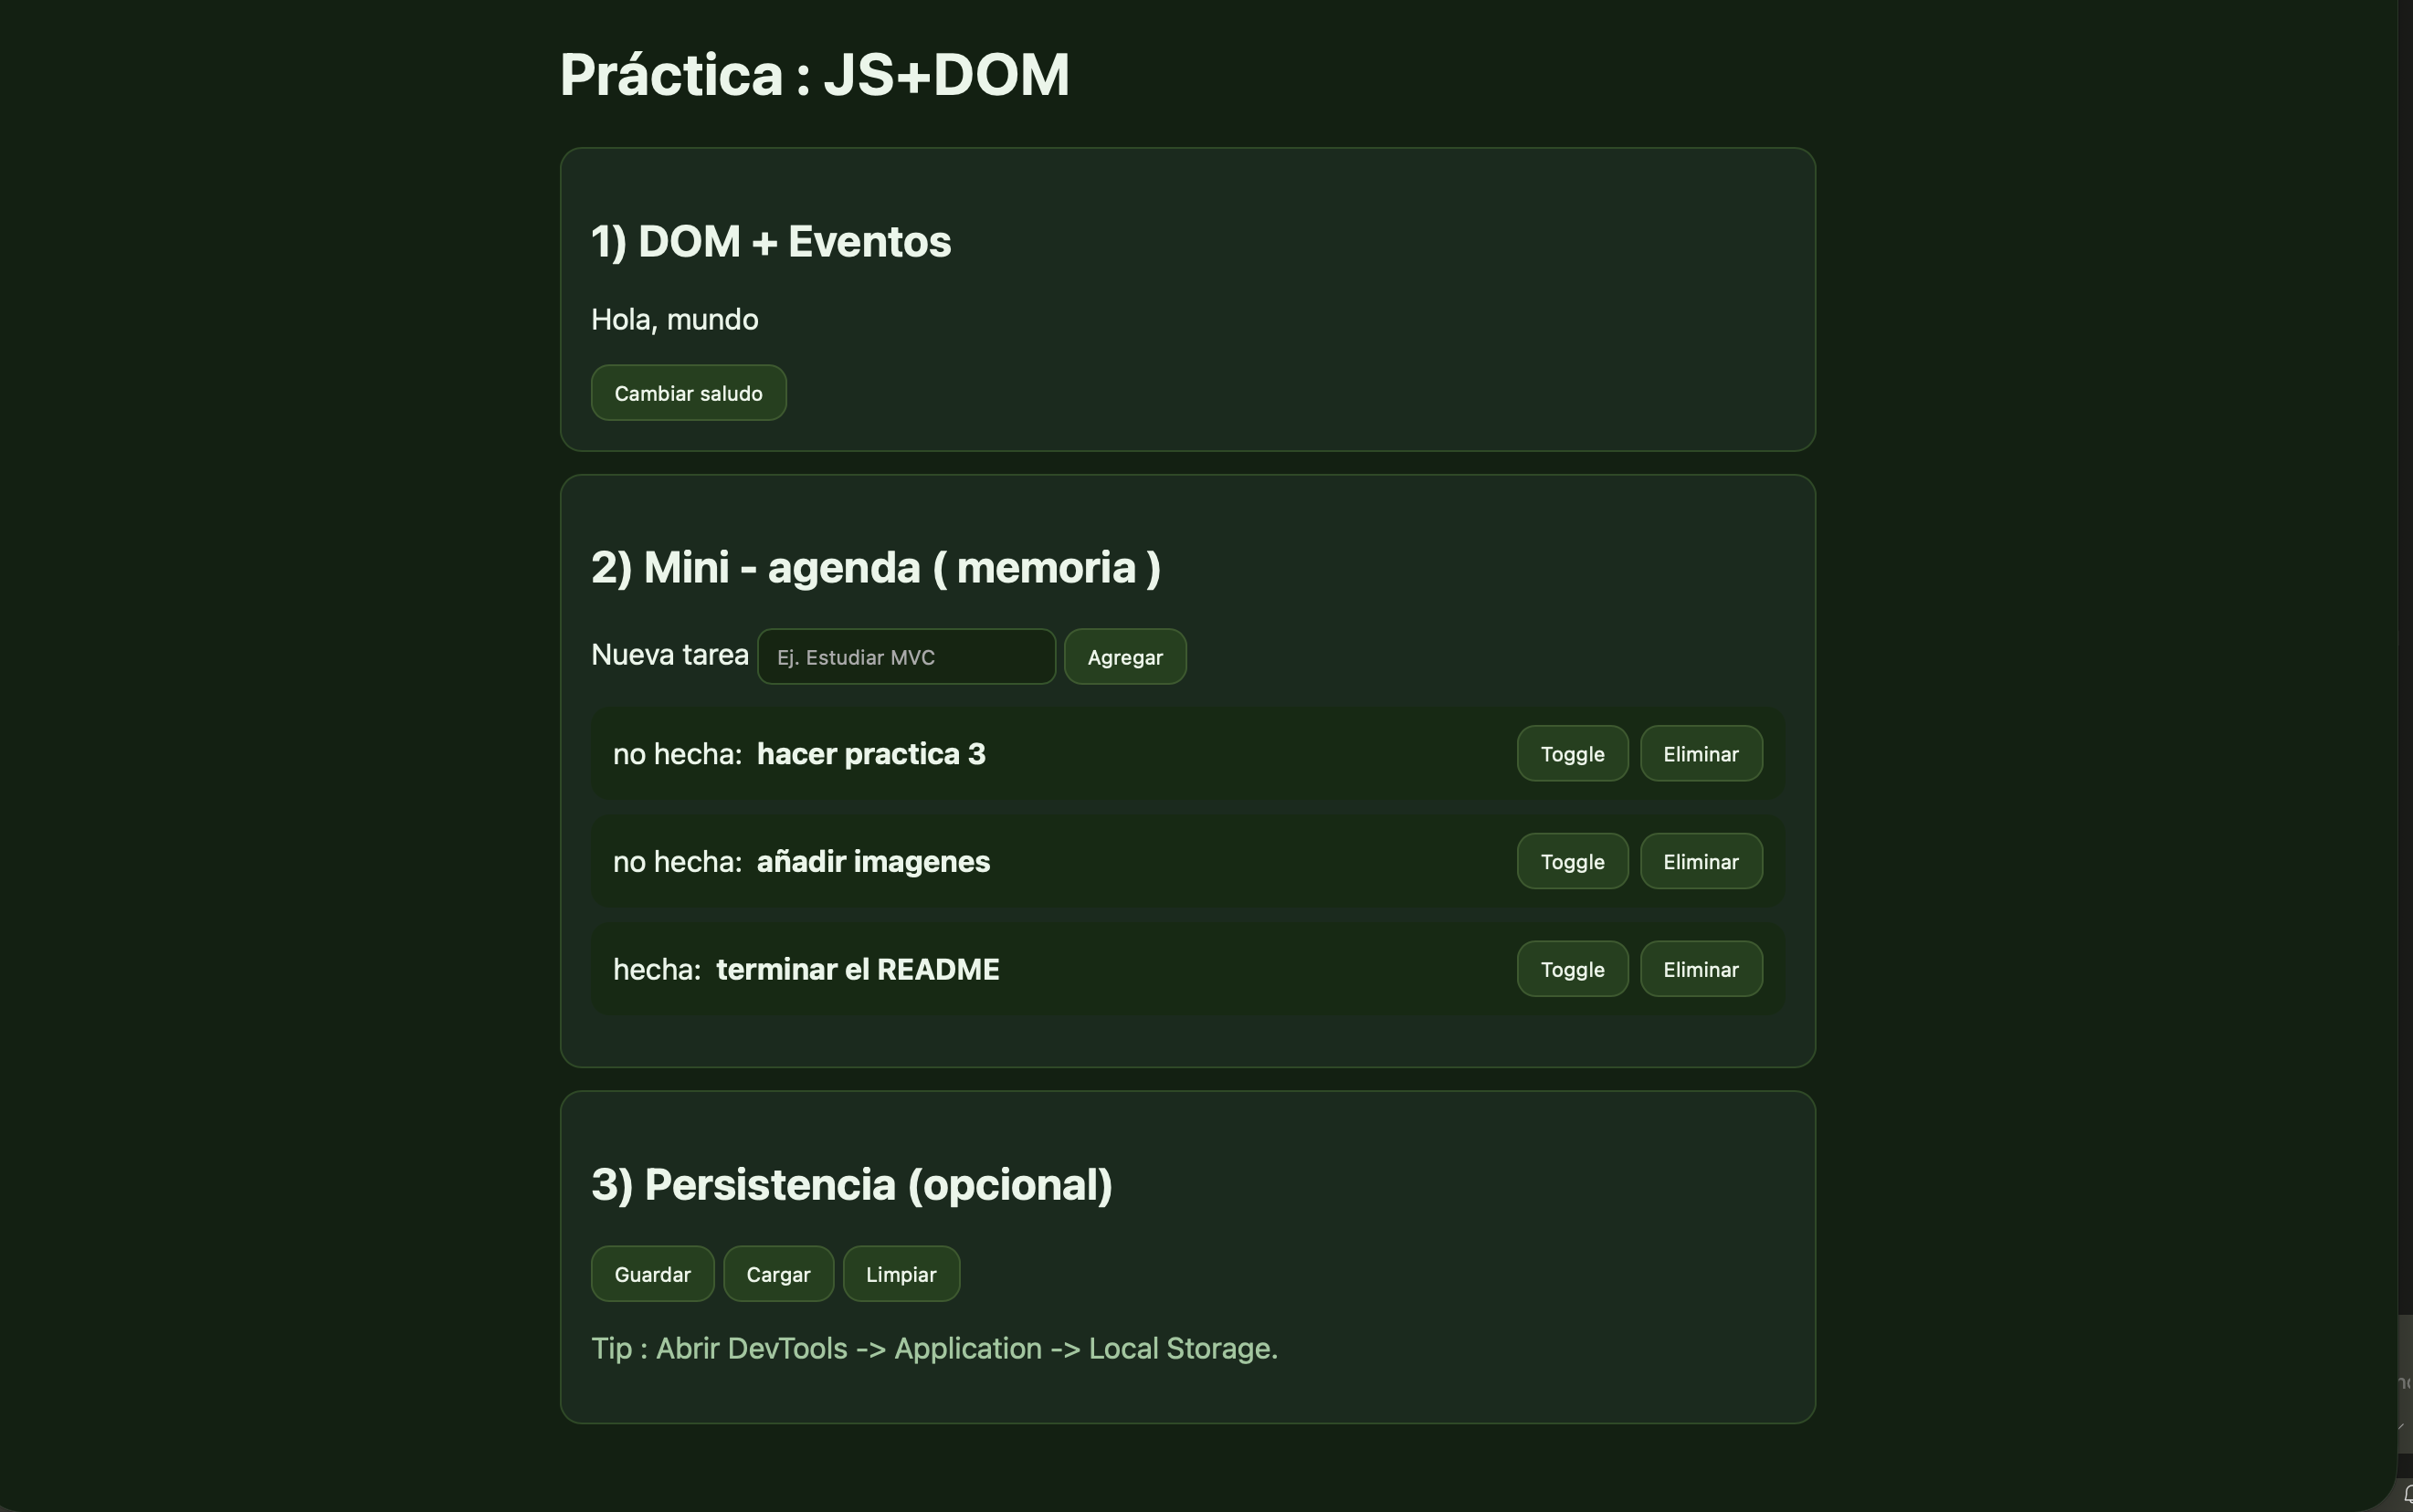 Práctica : JS+DOM
1) DOM + Eventos
Hola, mundo
Cambiar saludo
2) Mini - agenda ( memoria )
Nueva tarea Ej. Estudiar MVC Agregar
no hecha: hacer practica 3 Toggle Eliminar
no hecha: añadir imagenes Toggle Eliminar
hecha: terminar el README Toggle Eliminar
3) Persistencia (opcional)
Guardar Cargar Limpiar
Tip : Abrir DevTools -> Application -> Local Storage.